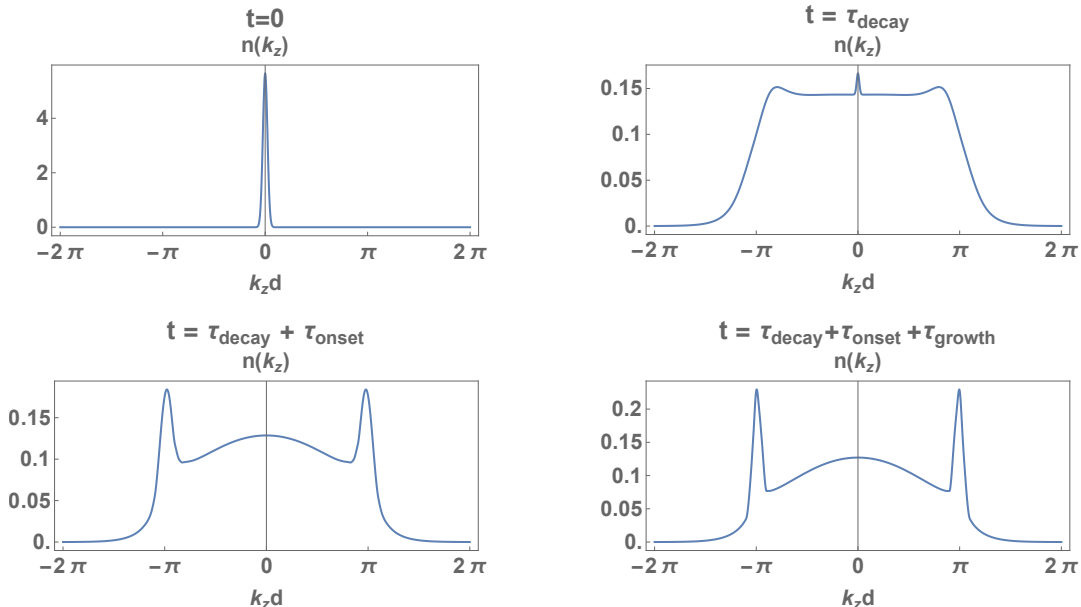 t=0
n(k_z)
4
2
0
−2 π
−π
0
π
2 π
k_zd
t = τ_decay
n(k_z)
0.15
0.1
0.05
0.
−2 π
−π
0
π
2 π
k_zd
t = τ_decay + τ_onset
n(k_z)
0.15
0.1
0.05
0.
−2 π
−π
0
π
2 π
k_zd
t = τ_decay+τ_onset +τ_growth
n(k_z)
0.2
0.15
0.1
0.05
0.
−2 π
−π
0
π
2 π
k_zd